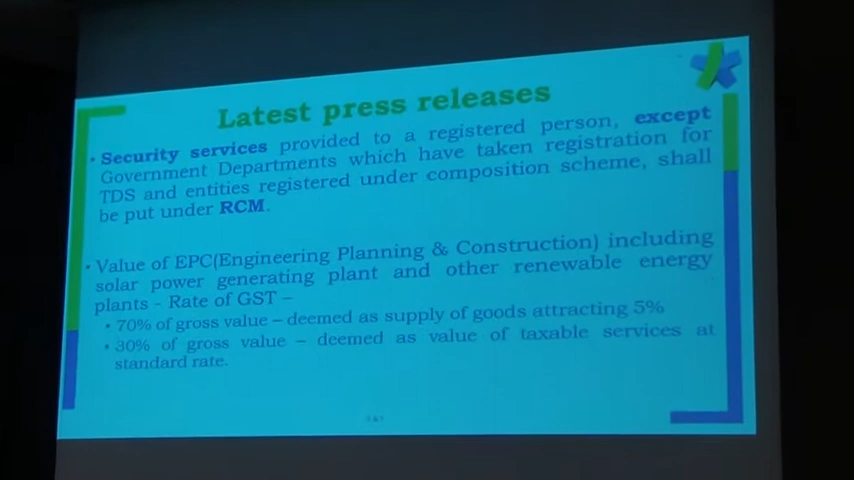 Latest press releases
• Security services provided to a registered person, except
Government Departments which have taken registration for
TDS and entities registered under composition scheme, shall
be put under RCM.
• Value of EPC(Engineering Planning & Construction) including
solar power generating plant and other renewable energy
plants - Rate of GST –
• 70% of gross value – deemed as supply of goods attracting 5%
• 30% of gross value – deemed as value of taxable services at
standard rate.